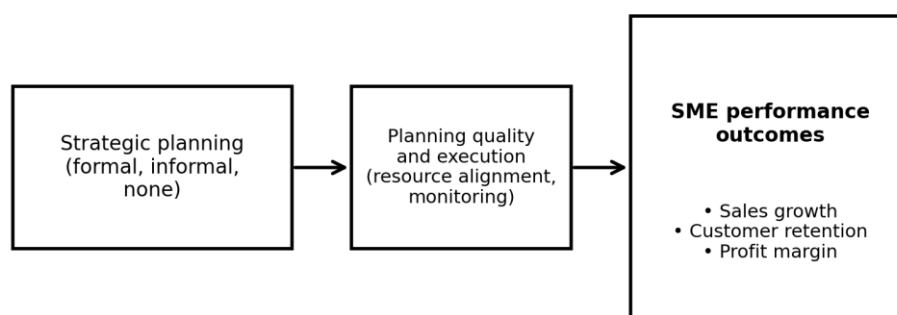 Strategic planning
(formal, informal,
none)
Planning quality
and execution
(resource alignment,
monitoring)
SME performance
outcomes
• Sales growth
• Customer retention
• Profit margin